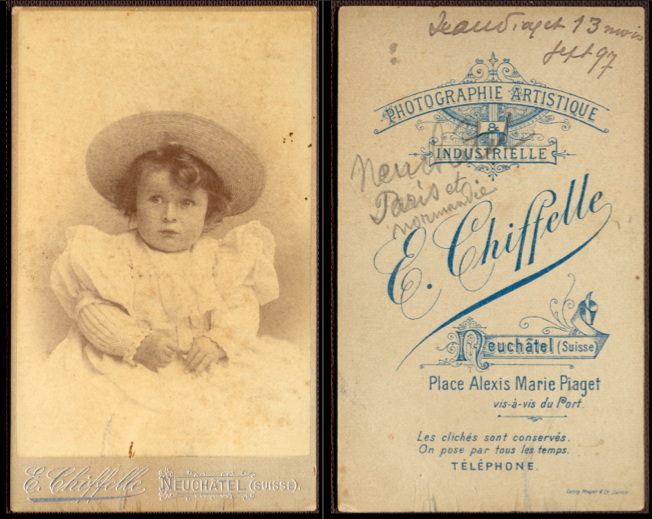 E. Chiffelle NEUCHÂTEL (SUISSE).
Jean Piaget 13 mois
Sept 97
PHOTOGRAPHIE ARTISTIQUE
&
INDUSTRIELLE
Neuchâtel
Paris et
normandie
E. Chiffelle
Neuchâtel (Suisse)
Place Alexis Marie Piaget
vis-à-vis du Port.
Les clichés sont conservés.
On pose par tous les temps.
TÉLÉPHONE.